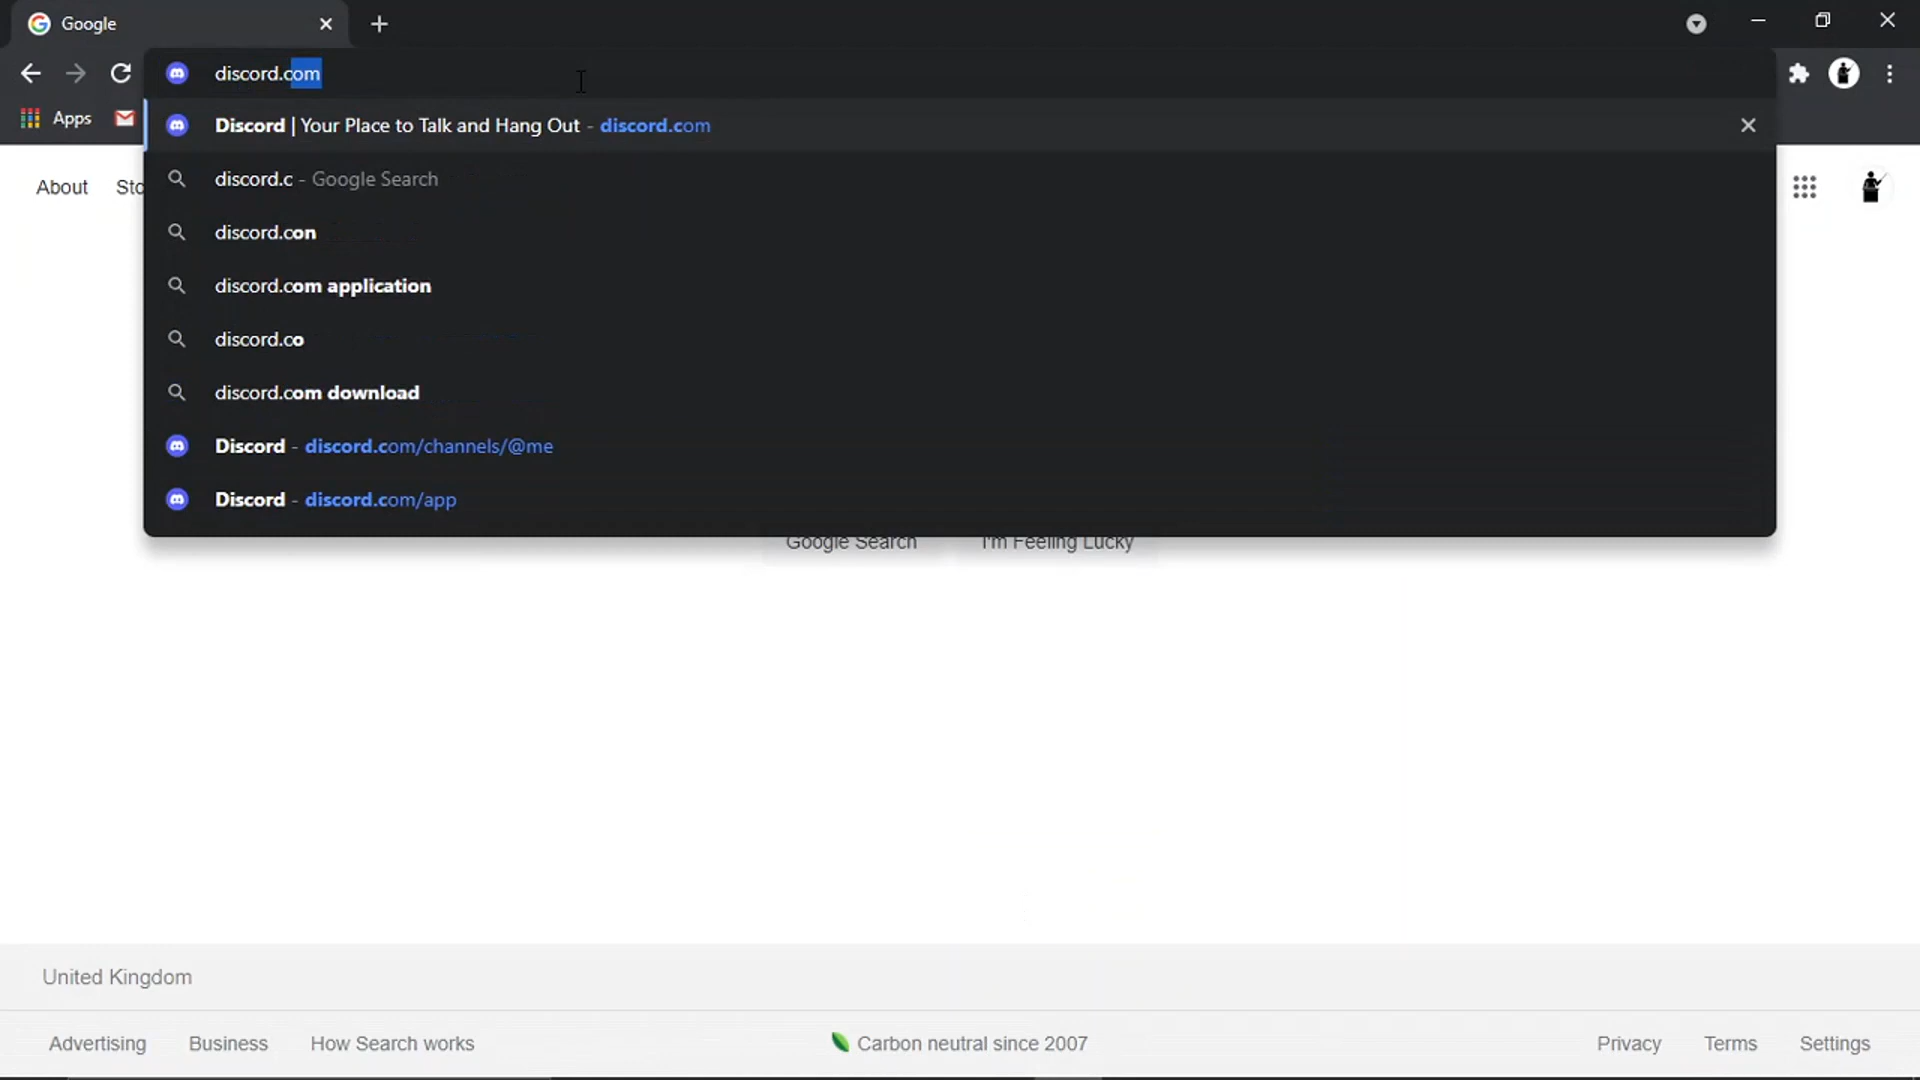 Google
discord.com
Apps
Discord | Your Place to Talk and Hang Out - discord.com
discord.c - Google Search
About
discord.con
discord.com application
discord.co
discord.com download
Discord - discord.com/channels/@me
Discord - discord.com/app
Google Search I'm Feeling Lucky
United Kingdom
Advertising Business How Search works Carbon neutral since 2007 Privacy Terms Settings